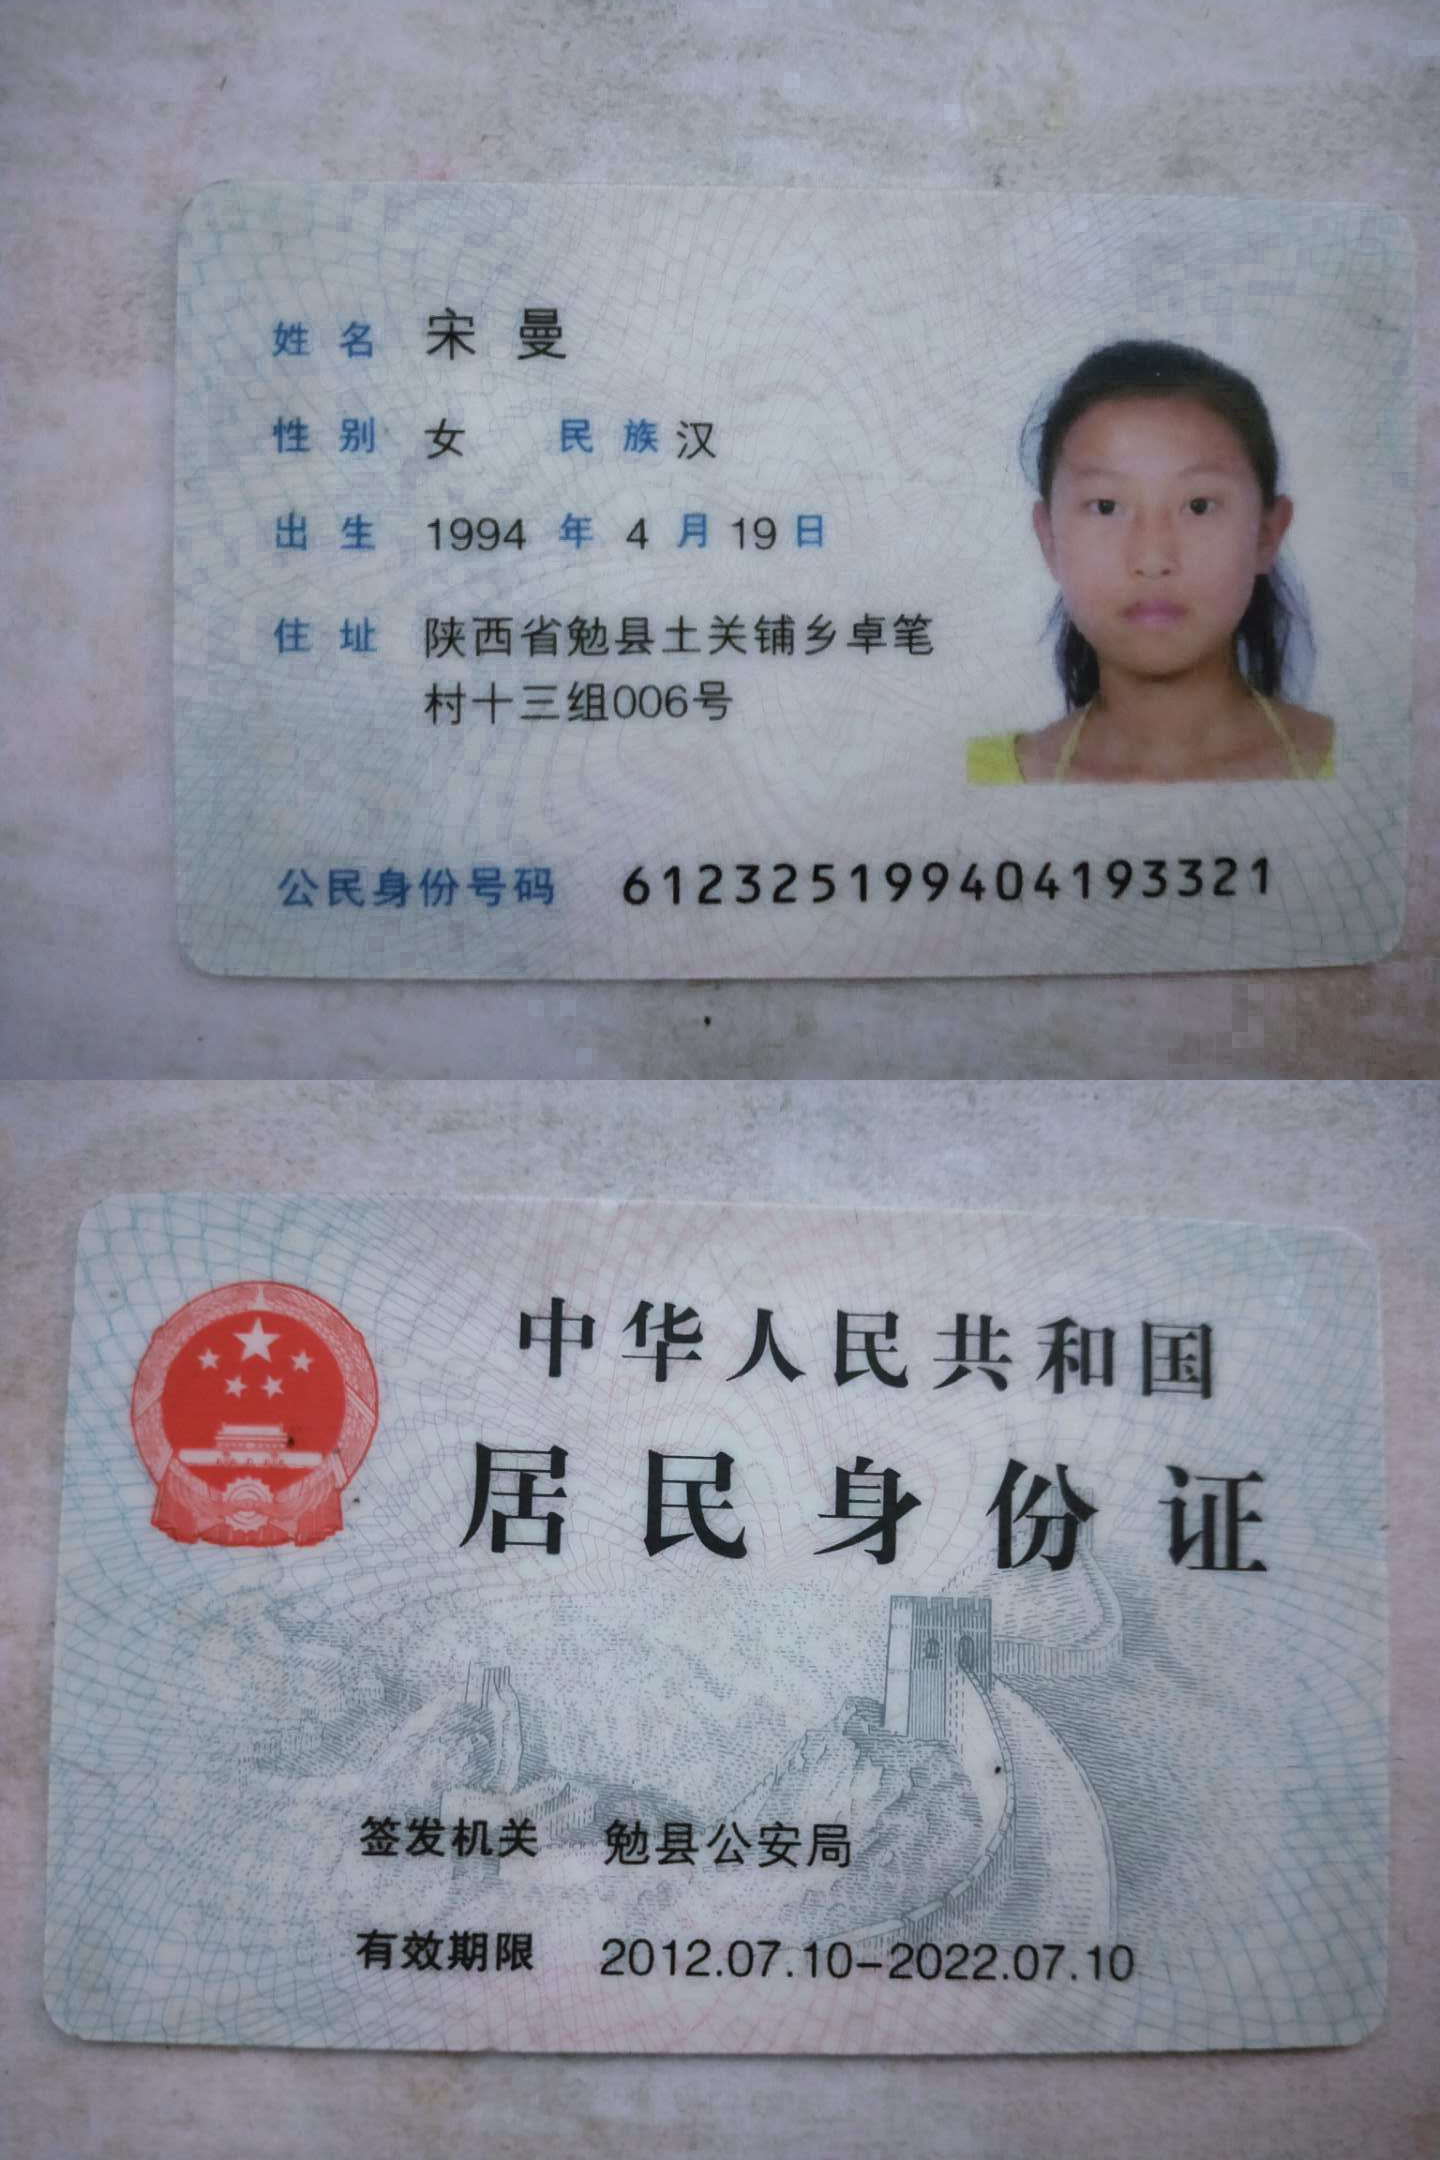 姓名 宋曼
性别 女 民族 汉
出生 1994 年 4 月 19 日
住址 陕西省勉县土关铺乡卓笔
村十三组006号
公民身份号码 612325199404193321
中华人民共和国
居民身份证
签发机关 勉县公安局
有效期限 2012.07.10-2022.07.10